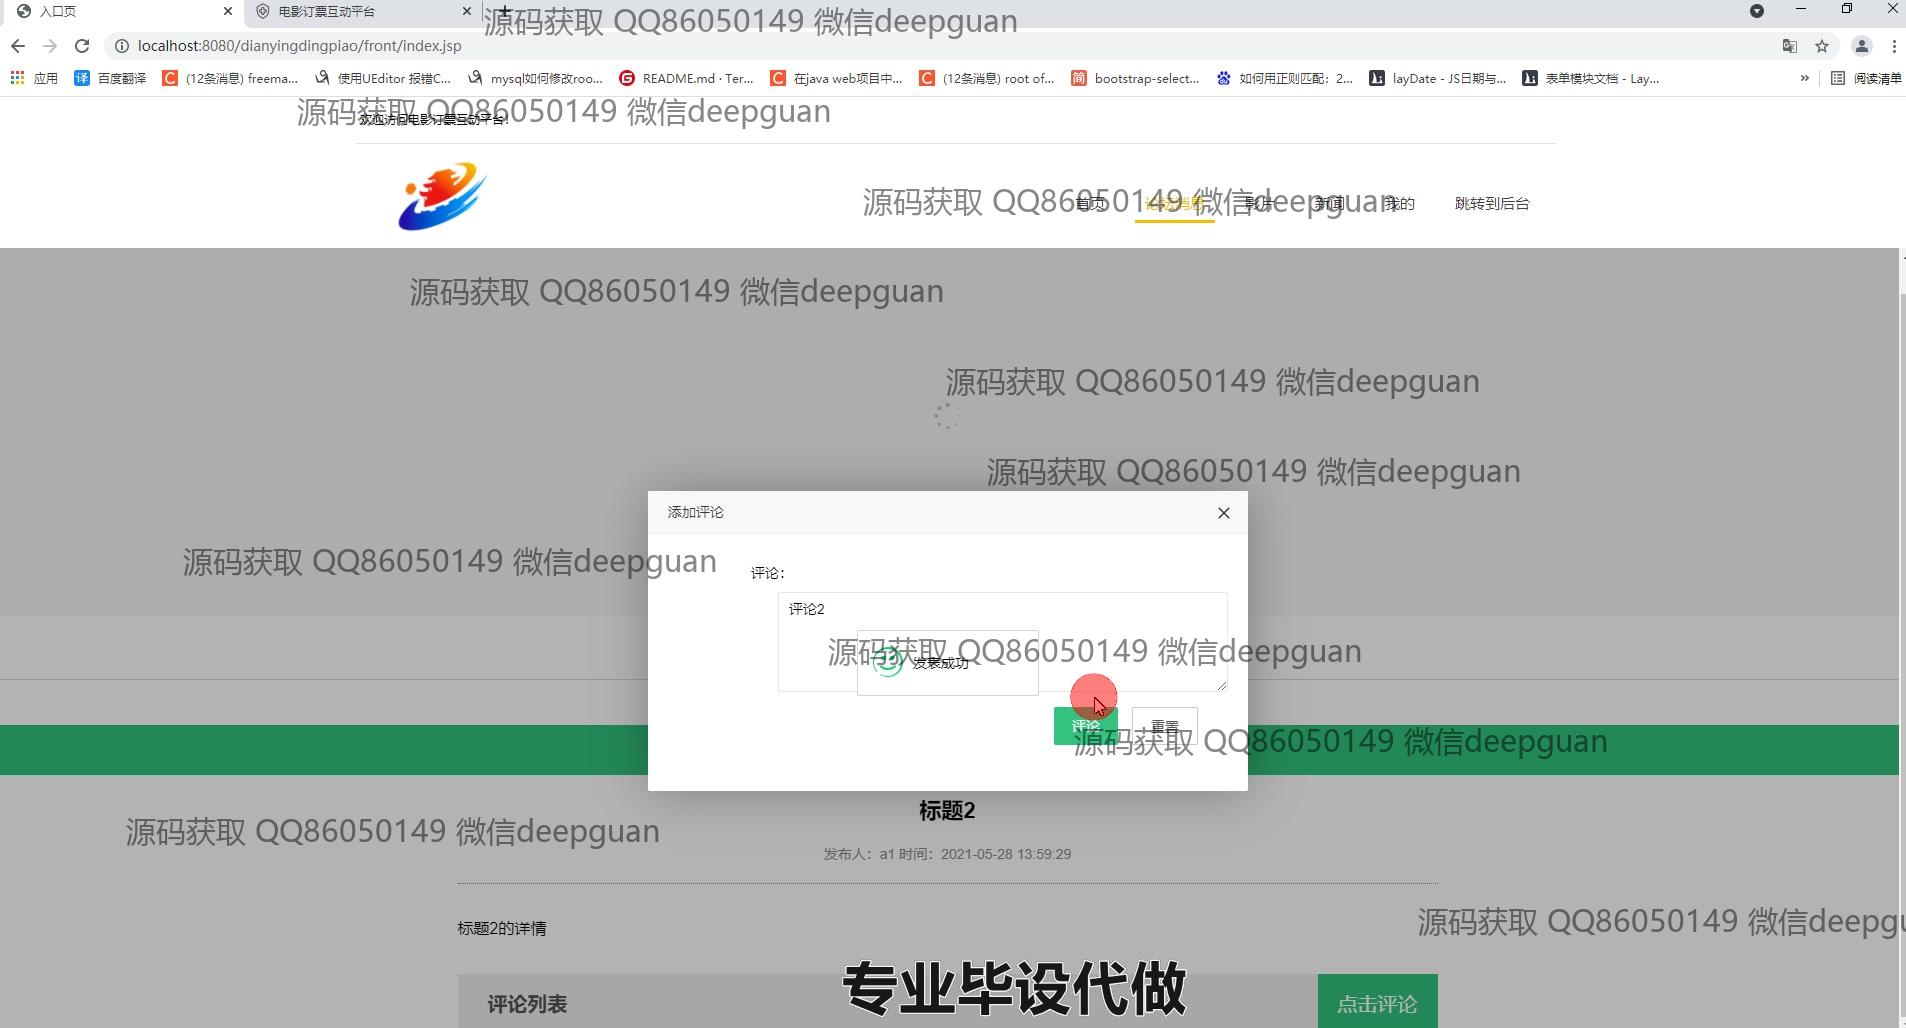 入口页
电影订票互动平台
源码获取 QQ86050149 微信deepguan
localhost:8080/dianyingdingpiao/front/index.jsp
应用
百度翻译
(12条消息) freema...
使用UEditor 报错C...
mysql如何修改roo...
README.md · Ter...
在java web项目中...
(12条消息) root of...
bootstrap-select...
如何用正则匹配：2...
layDate - JS日期与...
表单模块文档 - Lay...
»
阅读清单
源码获取 QQ86050149 微信deepguan
欢迎访问电影订票互动平台！
源码获取 QQ86050149 微信deepguan
首页
影片
新闻
我的
跳转到后台
源码获取 QQ86050149 微信deepguan
源码获取 QQ86050149 微信deepguan
源码获取 QQ86050149 微信deepguan
添加评论
源码获取 QQ86050149 微信deepguan
评论：
评论2
源码获取 QQ86050149 微信deepguan
发表成功
评论
重置
源码获取 QQ86050149 微信deepguan
标题2
源码获取 QQ86050149 微信deepguan
发布人：a1 时间：2021-05-28 13:59:29
标题2的详情
源码获取 QQ86050149 微信deepgu
专业毕设代做
评论列表
点击评论